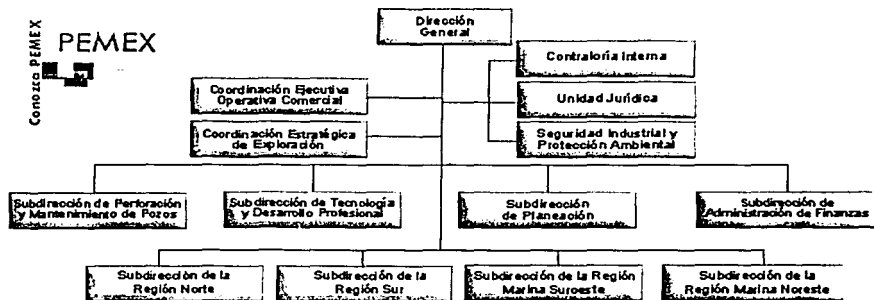 Conozca PEMEX
PEMEX
Dirección
General
Contraloría Interna
Coordinación Ejecutiva
Operativa Comercial
Unidad Jurídica
Coordinación Estratégica
de Exploración
Seguridad Industrial y
Protección Ambiental
Subdirección de Perforación
y Mantenimiento de Pozos
Subdirección de Tecnología
y Desarrollo Profesional
Subdirección
de Planeación
Subdirección de
Administración de Finanzas
Subdirección de la
Región Norte
Subdirección de la
Región Sur
Subdirección de la Región
Marina Suroeste
Subdirección de la
Región Marina Noreste